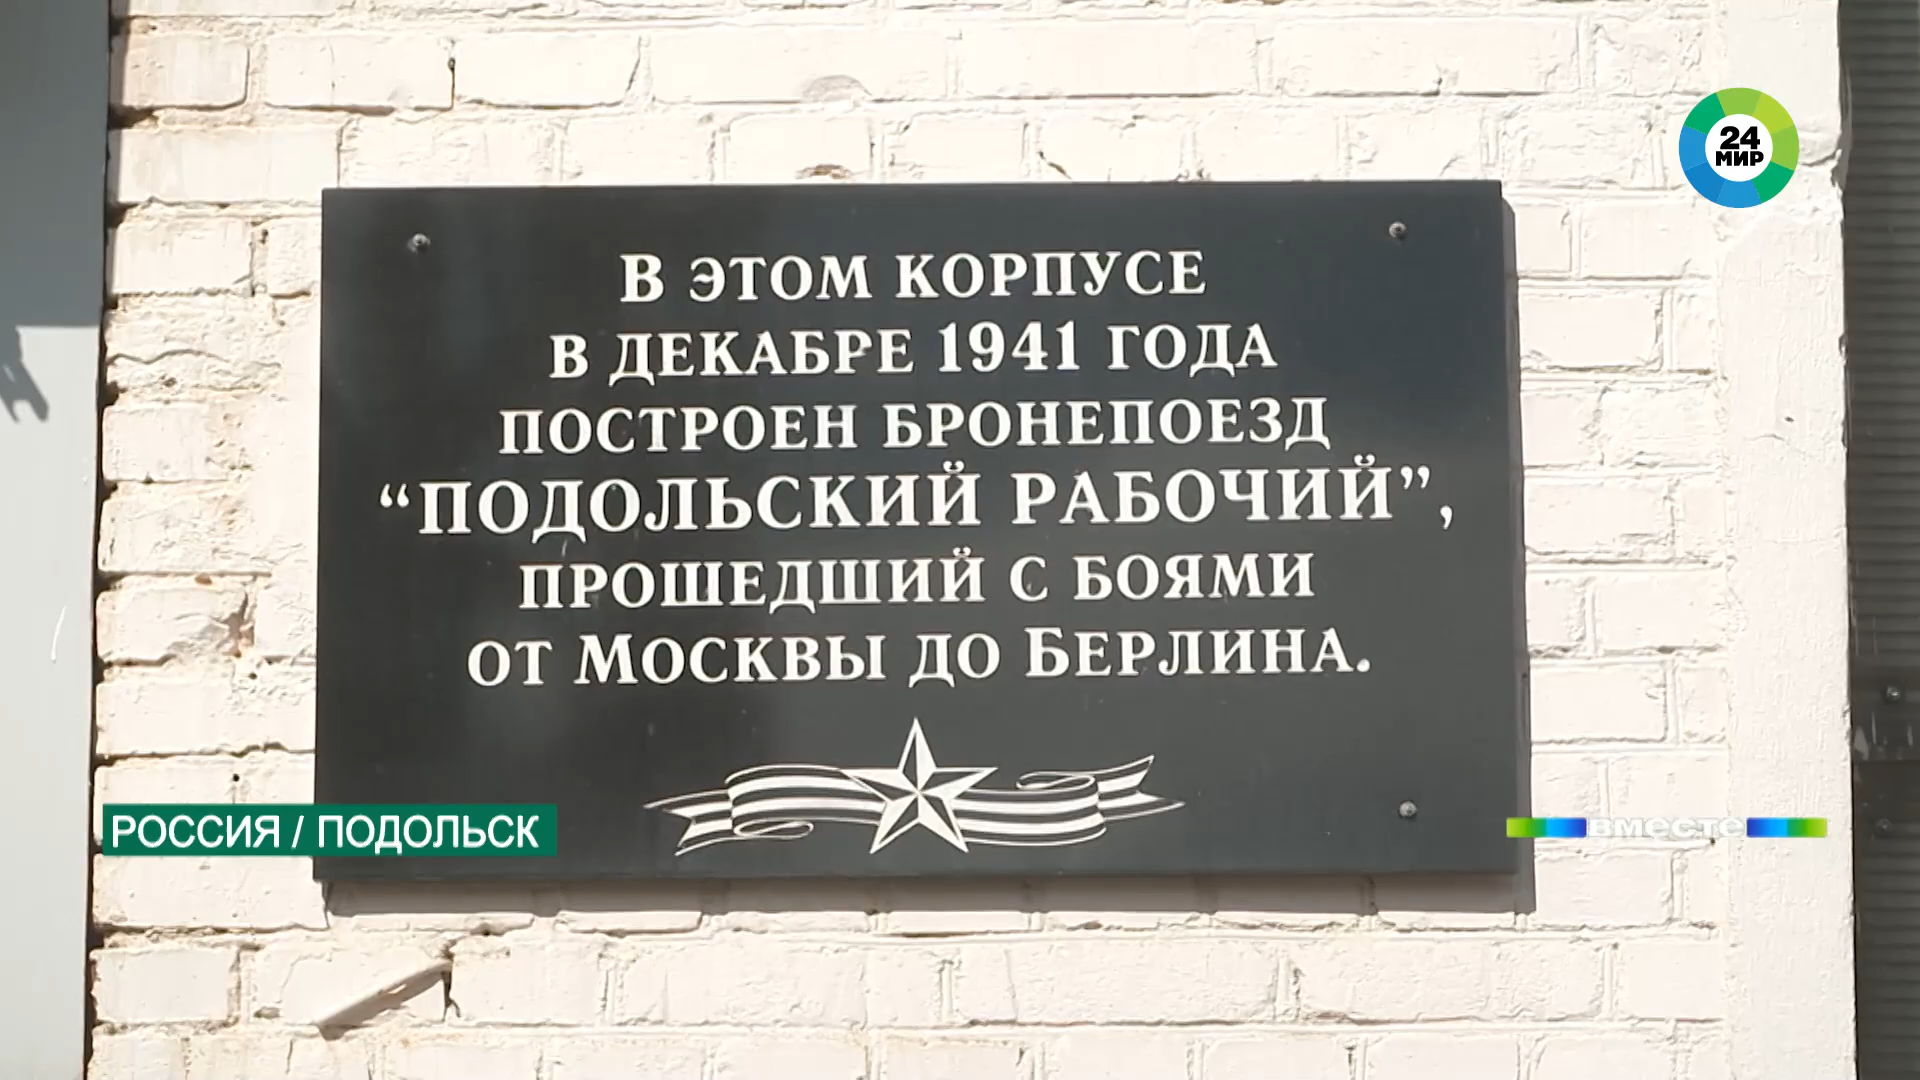 24
МИР
В ЭТОМ КОРПУСЕ
В ДЕКАБРЕ 1941 ГОДА
ПОСТРОЕН БРОНЕПОЕЗД
“ПОДОЛЬСКИЙ РАБОЧИЙ”,
ПРОШЕДШИЙ С БОЯМИ
ОТ МОСКВЫ ДО БЕРЛИНА.
РОССИЯ / ПОДОЛЬСК
вместе